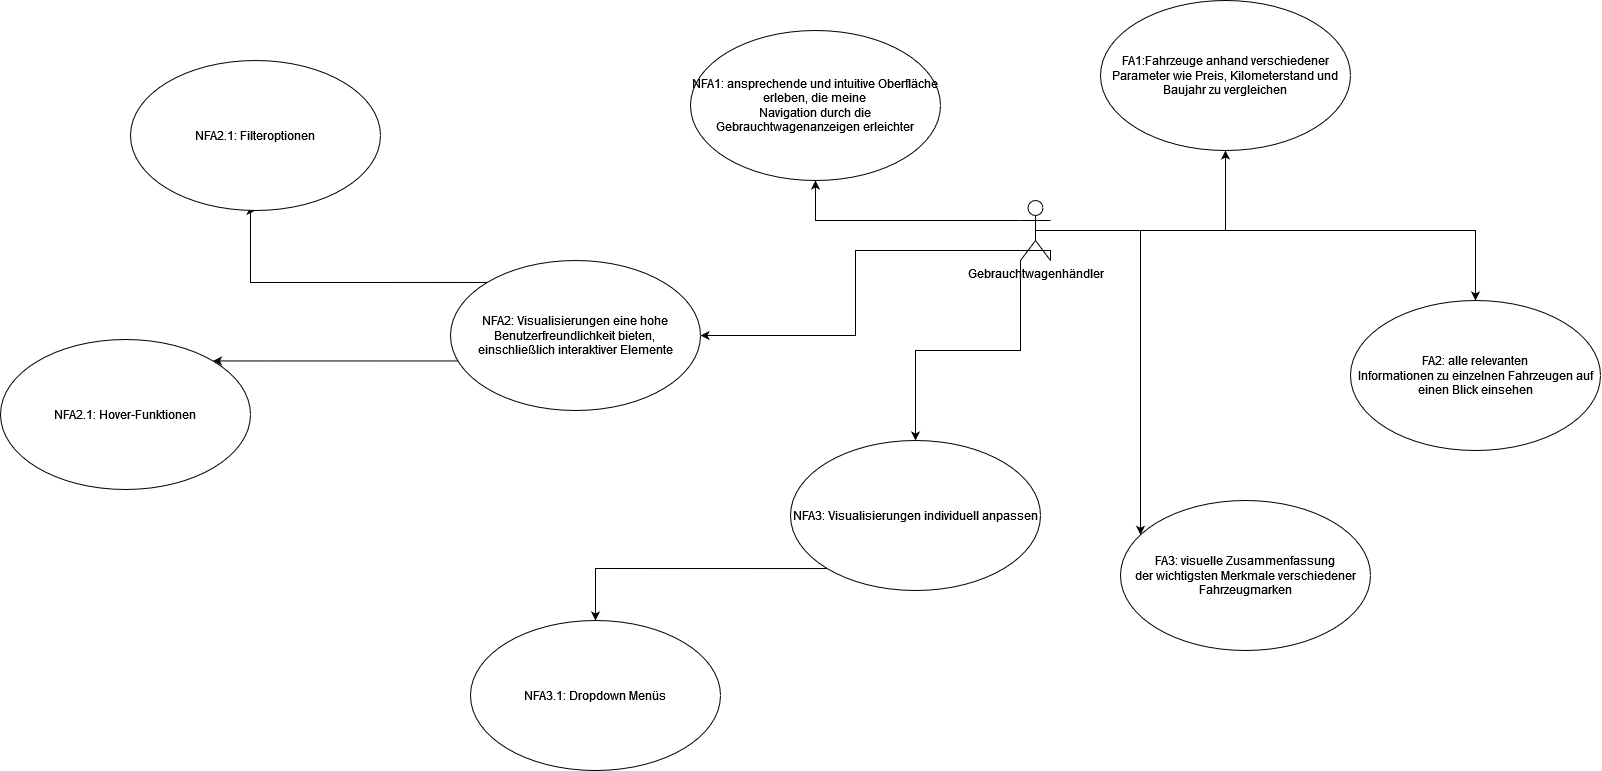 FA1:Fahrzeuge anhand verschiedener
Parameter wie Preis, Kilometerstand und
Baujahr zu vergleichen
NFA1: ansprechende und intuitive Oberfläche
erleben, die meine
Navigation durch die
Gebrauchtwagenanzeigen erleichter
NFA2.1: Filteroptionen
Gebrauchtwagenhändler
NFA2: Visualisierungen eine hohe
Benutzerfreundlichkeit bieten,
einschließlich interaktiver Elemente
FA2: alle relevanten
Informationen zu einzelnen Fahrzeugen auf
einen Blick einsehen
NFA2.1: Hover-Funktionen
NFA3: Visualisierungen individuell anpassen
FA3: visuelle Zusammenfassung
der wichtigsten Merkmale verschiedener
Fahrzeugmarken
NFA3.1: Dropdown Menüs